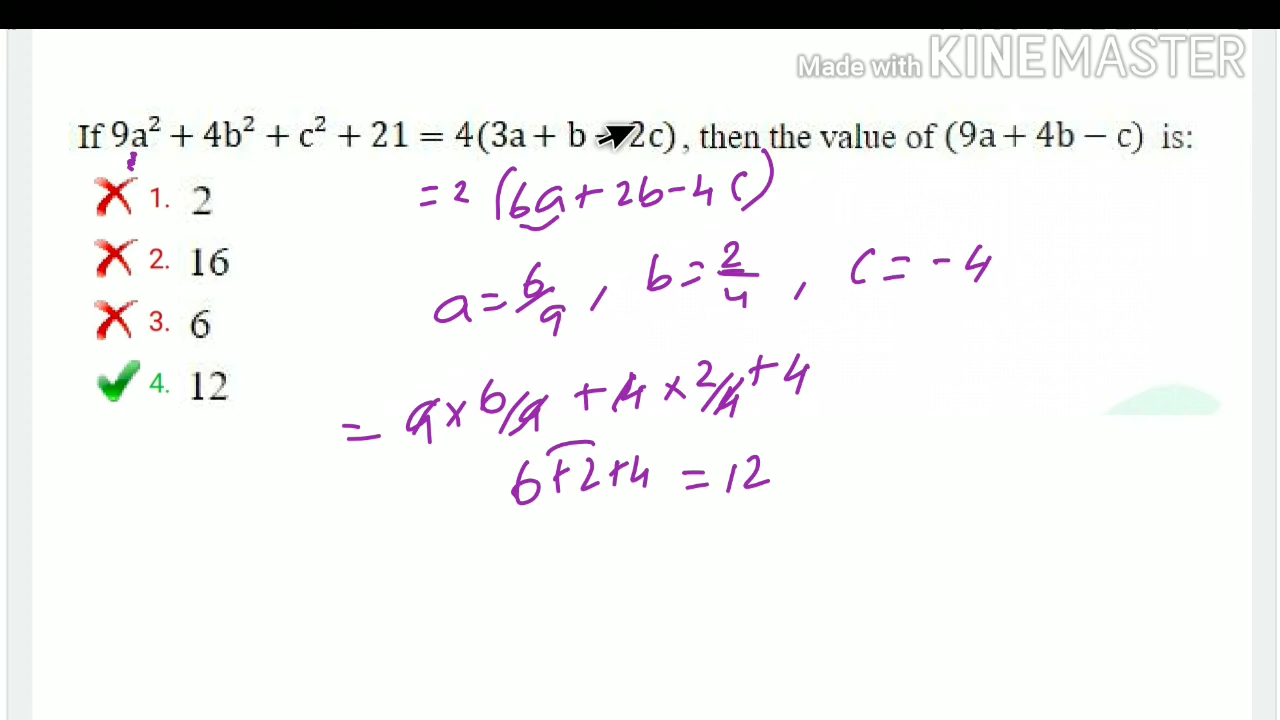 Made with KINEMASTER
If 9a² + 4b² + c² + 21 = 4(3a + b - 2c), then the value of (9a + 4b − c) is:
= 2 (6a + 2b - 4c)
1. 2
2. 16
a = 6/9, b = 2/4, c = -4
3. 6
4. 12
= 9 × 6/9 + 4 × 2/4 + 4
6 + 2 + 4 = 12